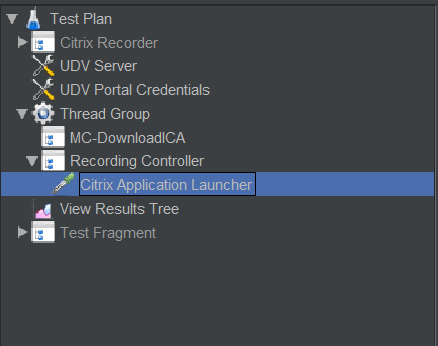 Test Plan
Citrix Recorder
UDV Server
UDV Portal Credentials
Thread Group
MC-DownloadICA
Recording Controller
Citrix Application Launcher
View Results Tree
Test Fragment